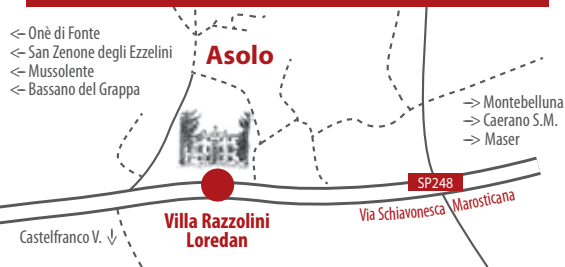 <- Onè di Fonte
<- San Zenone degli Ezzelini
<- Mussolente
<- Bassano del Grappa
Asolo
-> Montebelluna
-> Caerano S.M.
-> Maser
SP248
Via Schiavonesca Marosticana
Villa Razzolini
Loredan
Castelfranco V. ↓